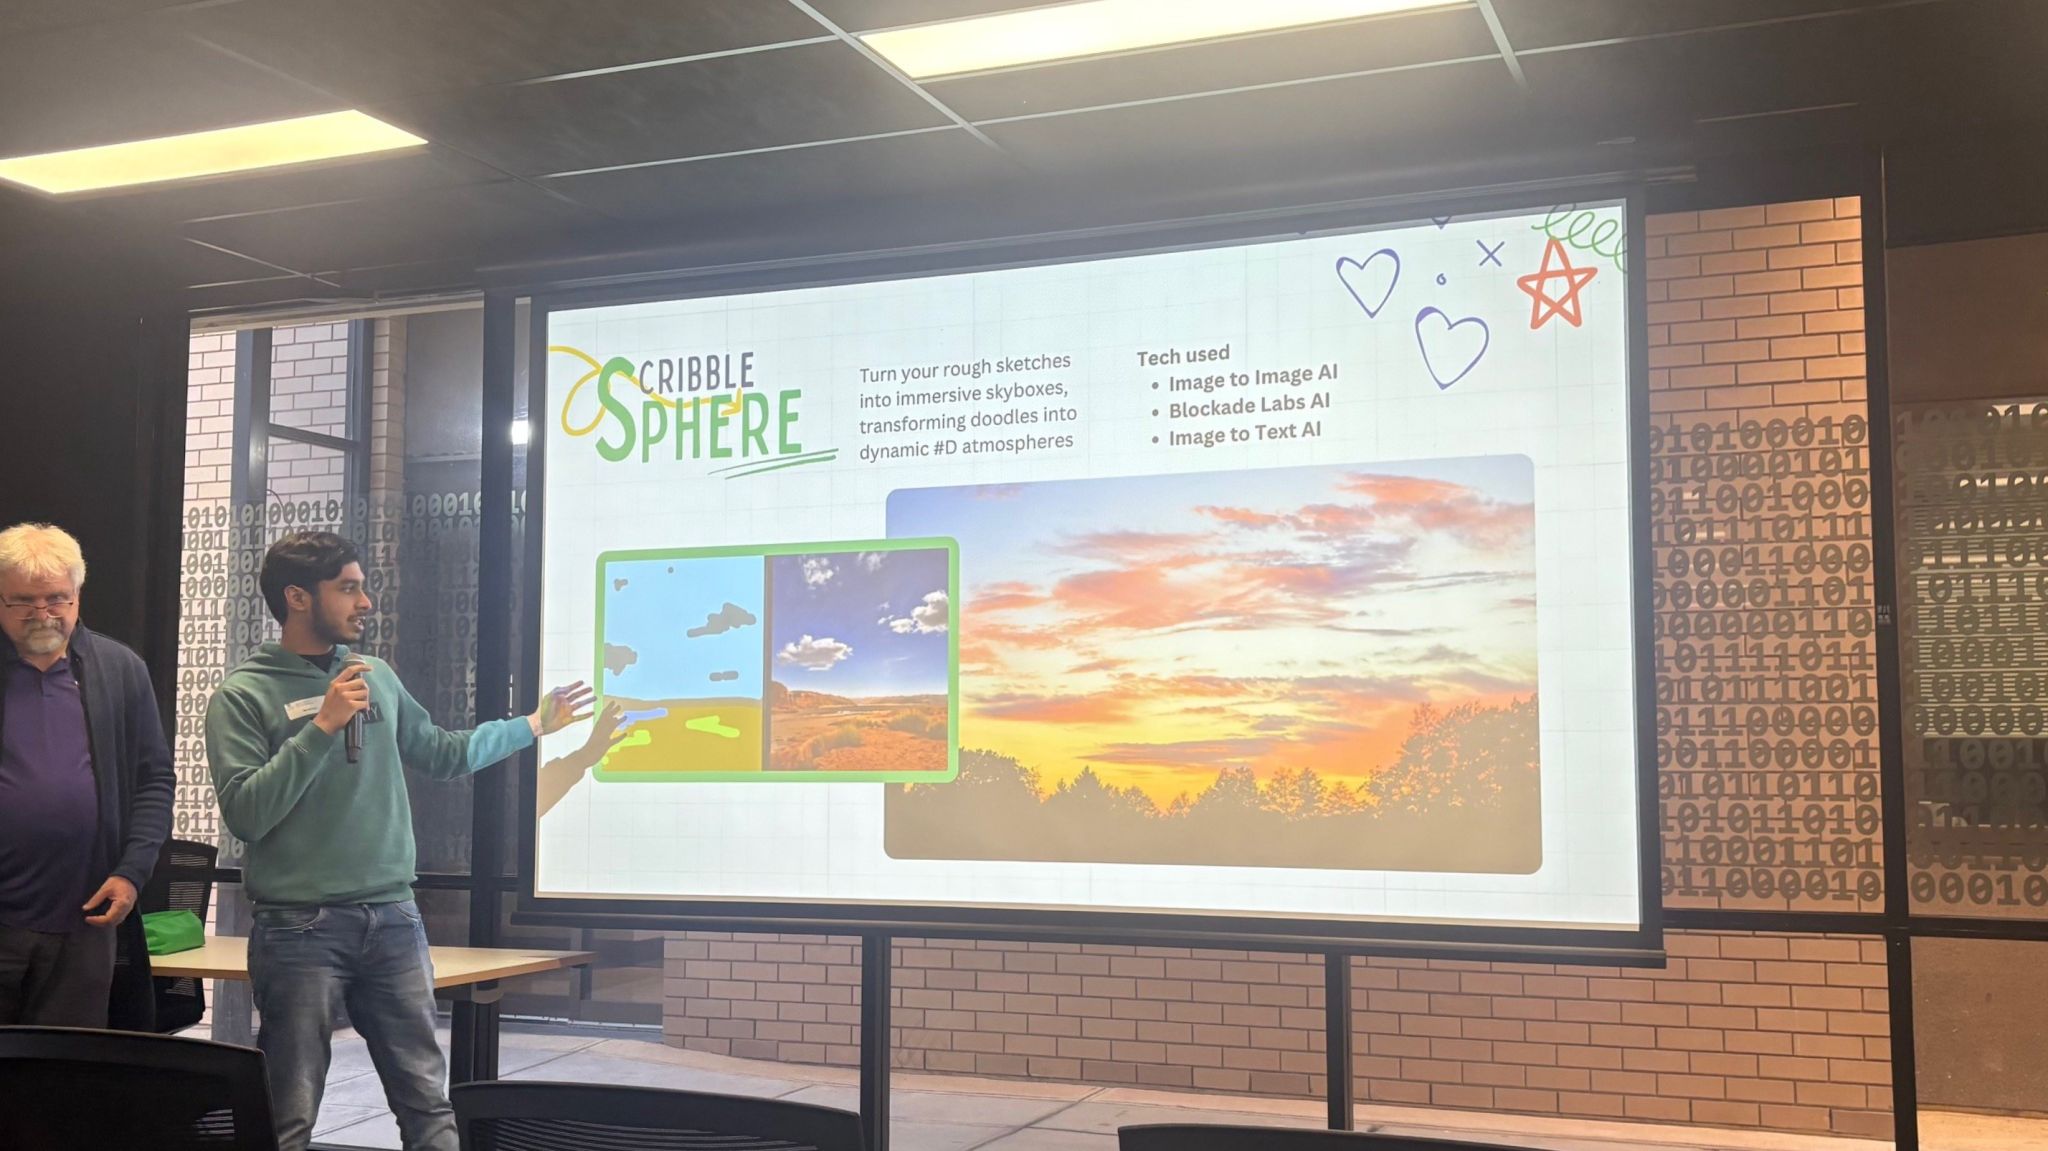 SCRIBBLE
SPHERE
Turn your rough sketches
into immersive skyboxes,
transforming doodles into
dynamic #D atmospheres
Tech used
• Image to Image AI
• Blockade Labs AI
• Image to Text AI